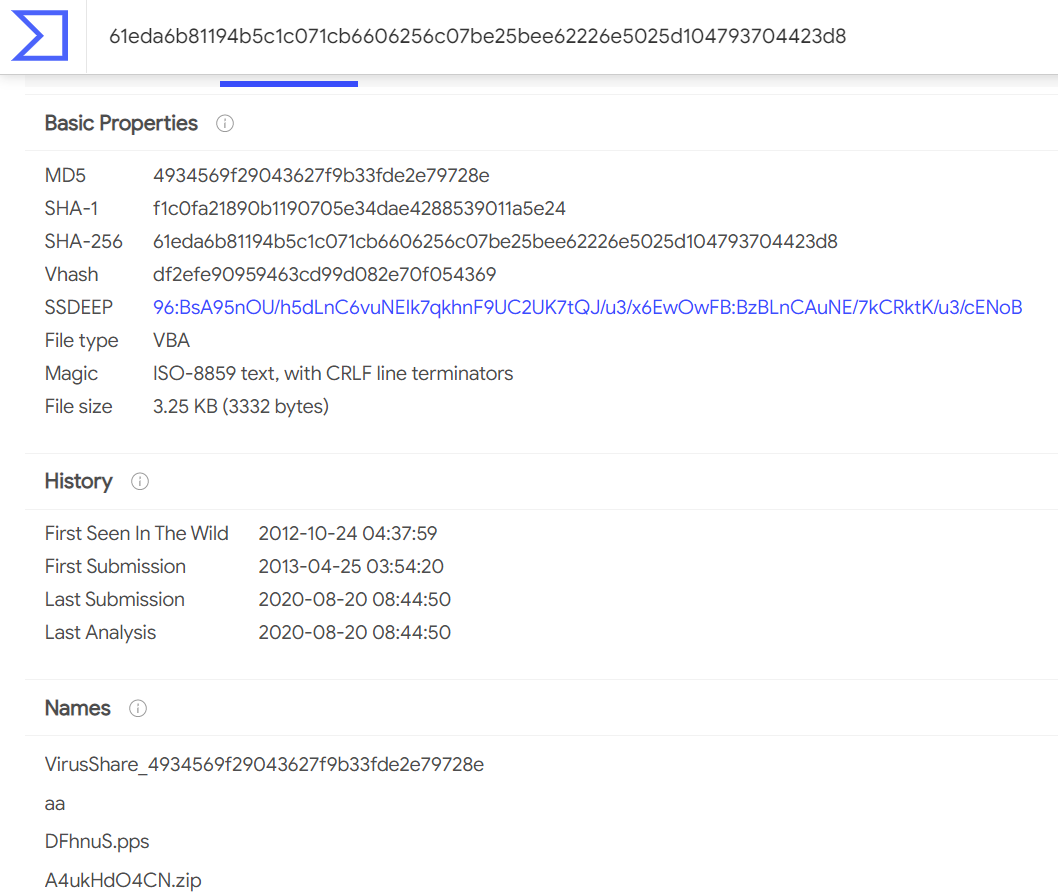 61eda6b81194b5c1c071cb6606256c07be25bee62226e5025d104793704423d8
Basic Properties
MD5 4934569f29043627f9b33fde2e79728e
SHA-1 f1c0fa21890b1190705e34dae4288539011a5e24
SHA-256 61eda6b81194b5c1c071cb6606256c07be25bee62226e5025d104793704423d8
Vhash df2efe90959463cd99d082e70f054369
SSDEEP 96:BsA95nOU/h5dLnC6vuNEIk7qkhnF9UC2UK7tQJ/u3/x6EwOwFB:BzBLnCAuNE/7kCRktK/u3/cENoB
File type VBA
Magic ISO-8859 text, with CRLF line terminators
File size 3.25 KB (3332 bytes)
History
First Seen In The Wild 2012-10-24 04:37:59
First Submission 2013-04-25 03:54:20
Last Submission 2020-08-20 08:44:50
Last Analysis 2020-08-20 08:44:50
Names
VirusShare_4934569f29043627f9b33fde2e79728e
aa
DFhnuS.pps
A4ukHdO4CN.zip